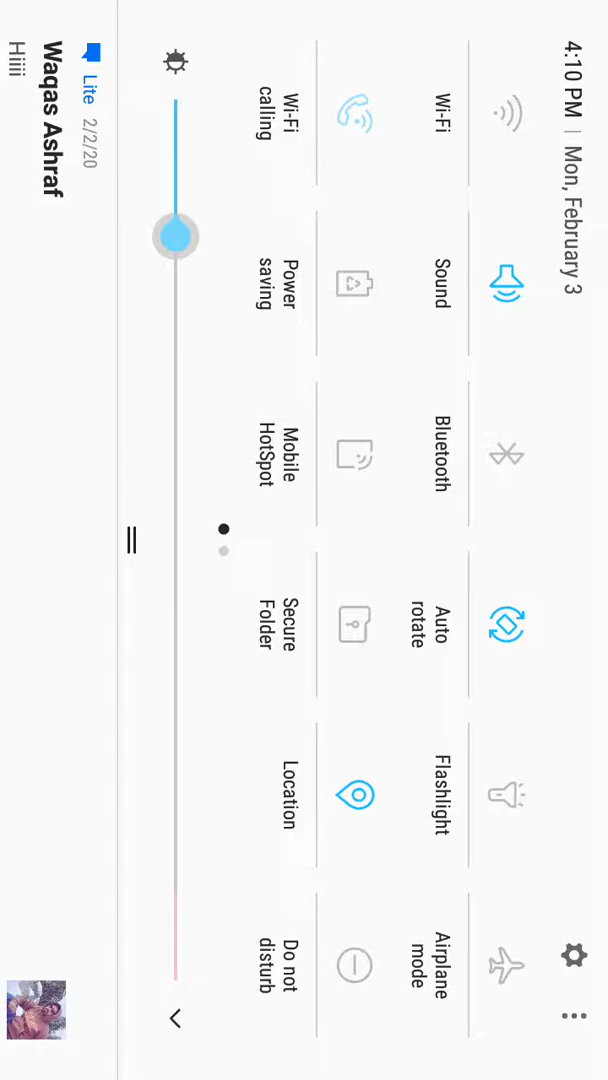 4:10 PM | Mon, February 3
Wi-Fi
Sound
Bluetooth
Auto
rotate
Flashlight
Airplane
mode
Wi-Fi
calling
Power
saving
Mobile
HotSpot
Secure
Folder
Location
Do not
disturb
Lite 2/2/20
Waqas Ashraf
Hiiii